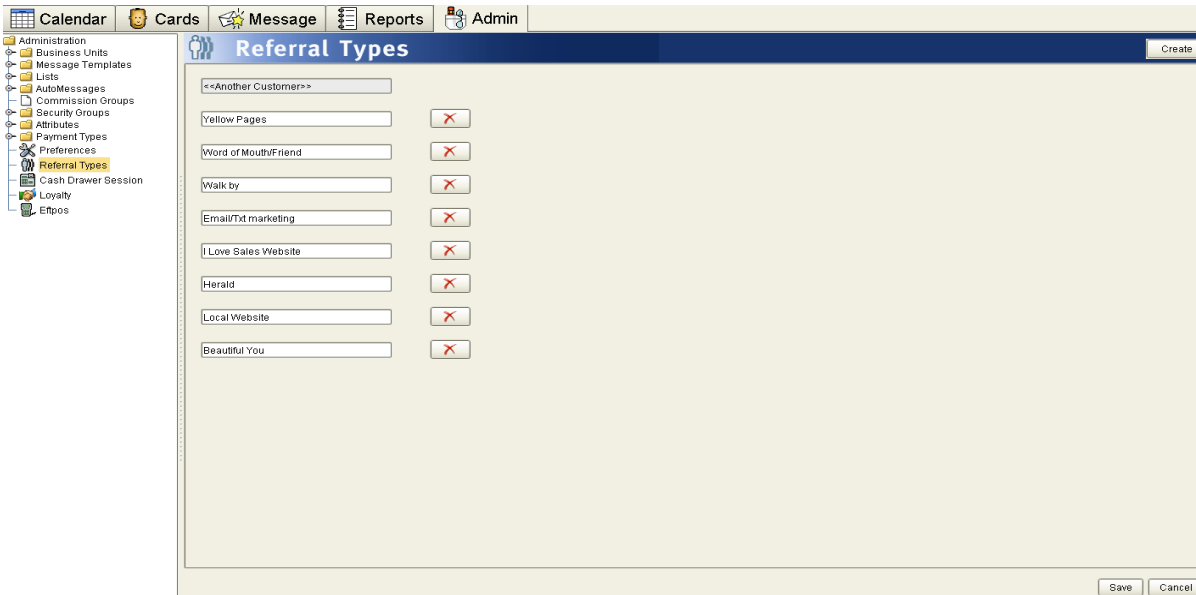 Calendar
Cards
Message
Reports
Admin
Administration
Business Units
Message Templates
Lists
AutoMessages
Commission Groups
Security Groups
Attributes
Payment Types
Preferences
Referral Types
Cash Drawer Session
Loyalty
Eftpos
Referral Types
Create
<<Another Customer>>
Yellow Pages
Word of Mouth/Friend
Walk by
Email/Txt marketing
I Love Sales Website
Herald
Local Website
Beautiful You
Save
Cancel